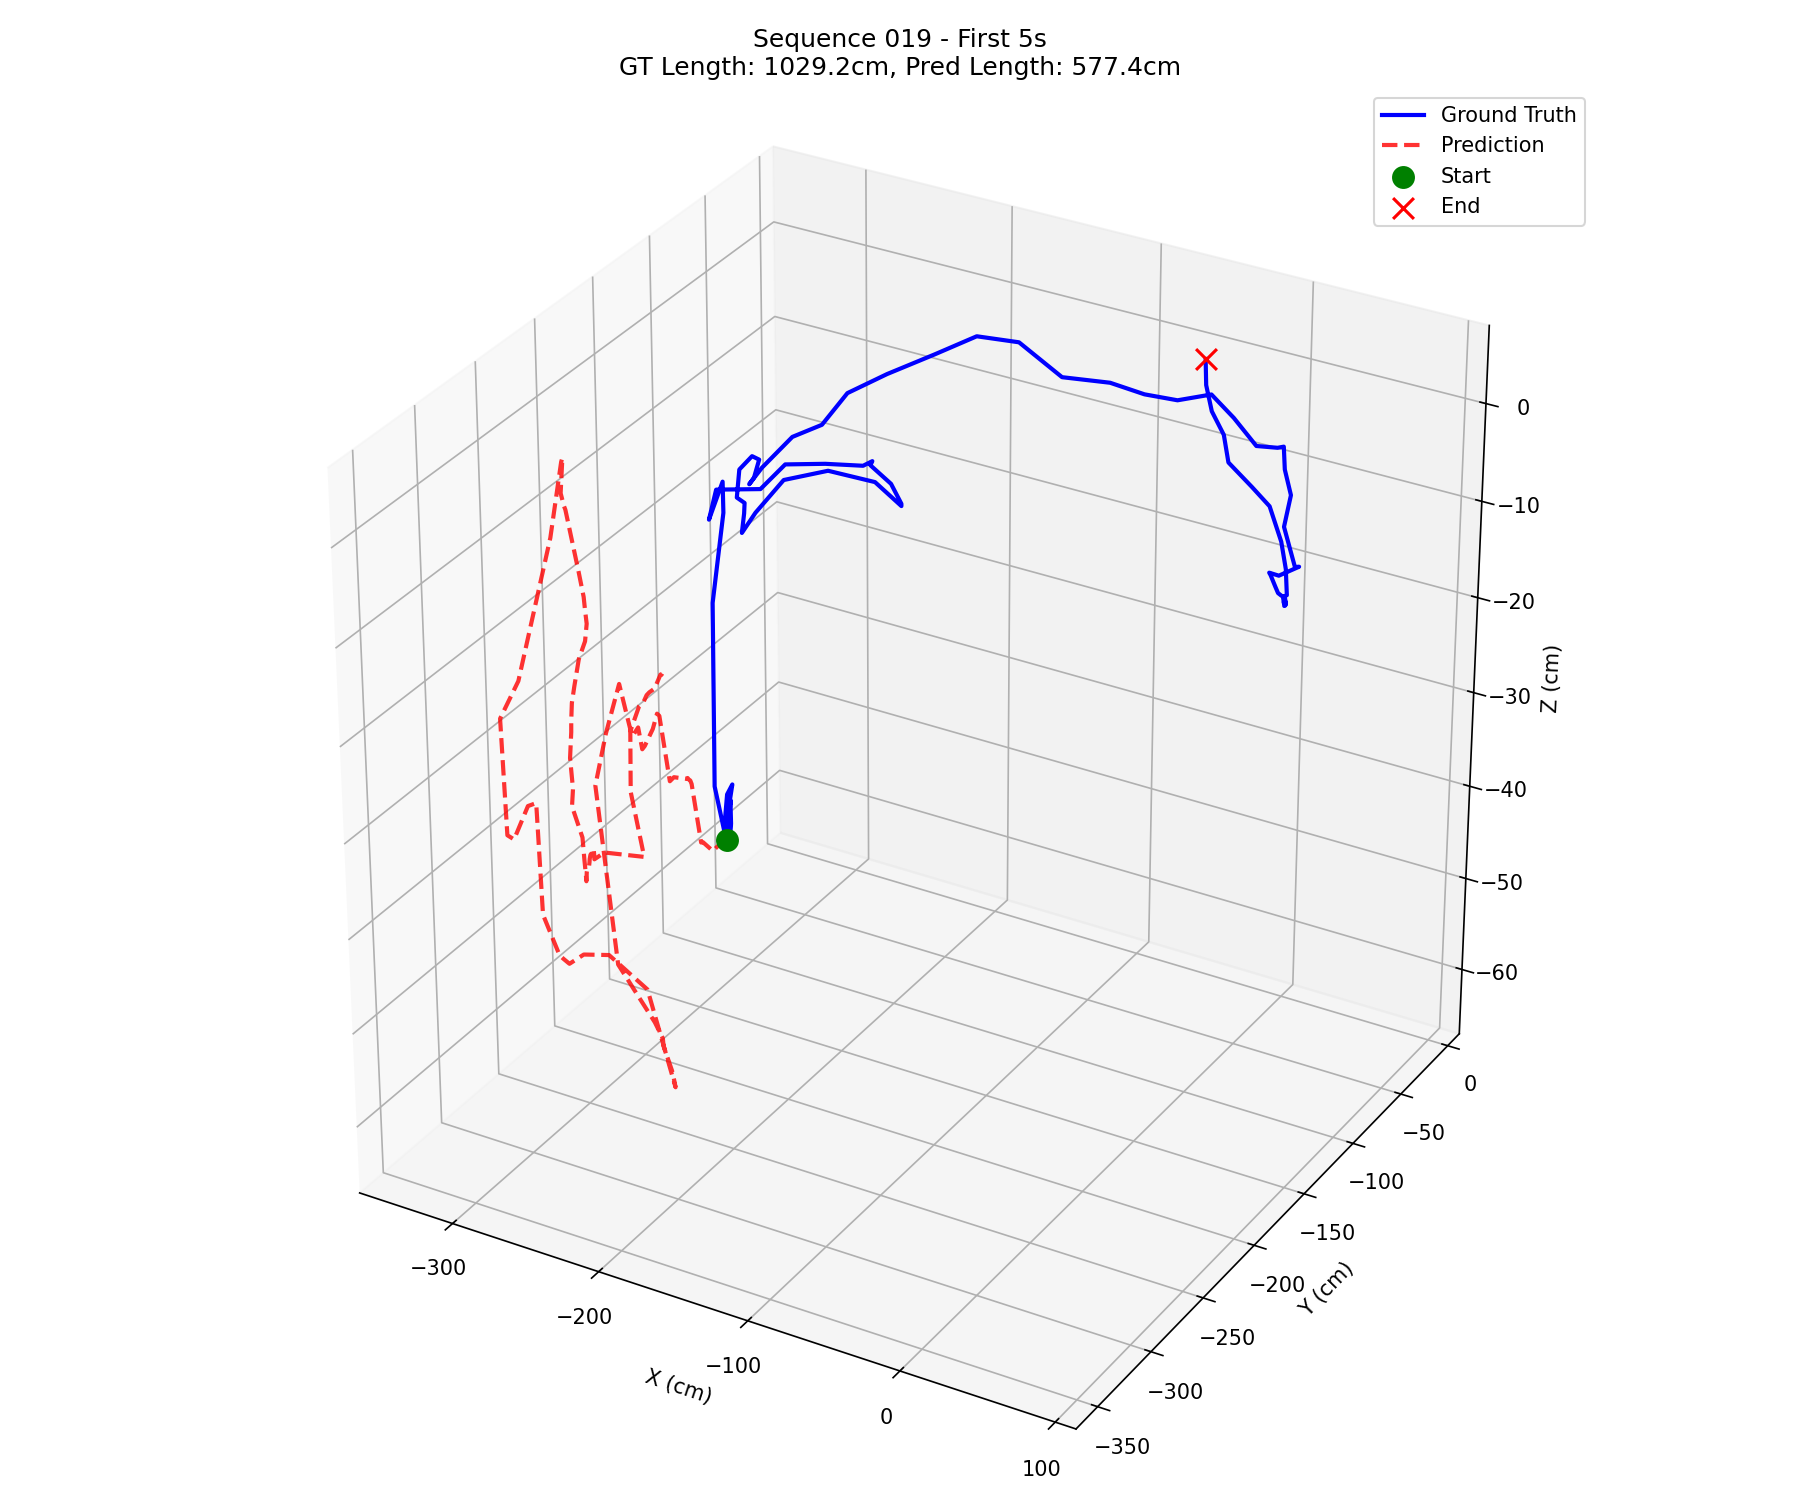 Sequence 019 - First 5s
GT Length: 1029.2cm, Pred Length: 577.4cm
Ground Truth
Prediction
Start
End
0
−10
−20
−30
−40
−50
−60
Z (cm)
0
−50
−100
−150
−200
−250
−300
−350
Y (cm)
−300
−200
−100
0
100
X (cm)